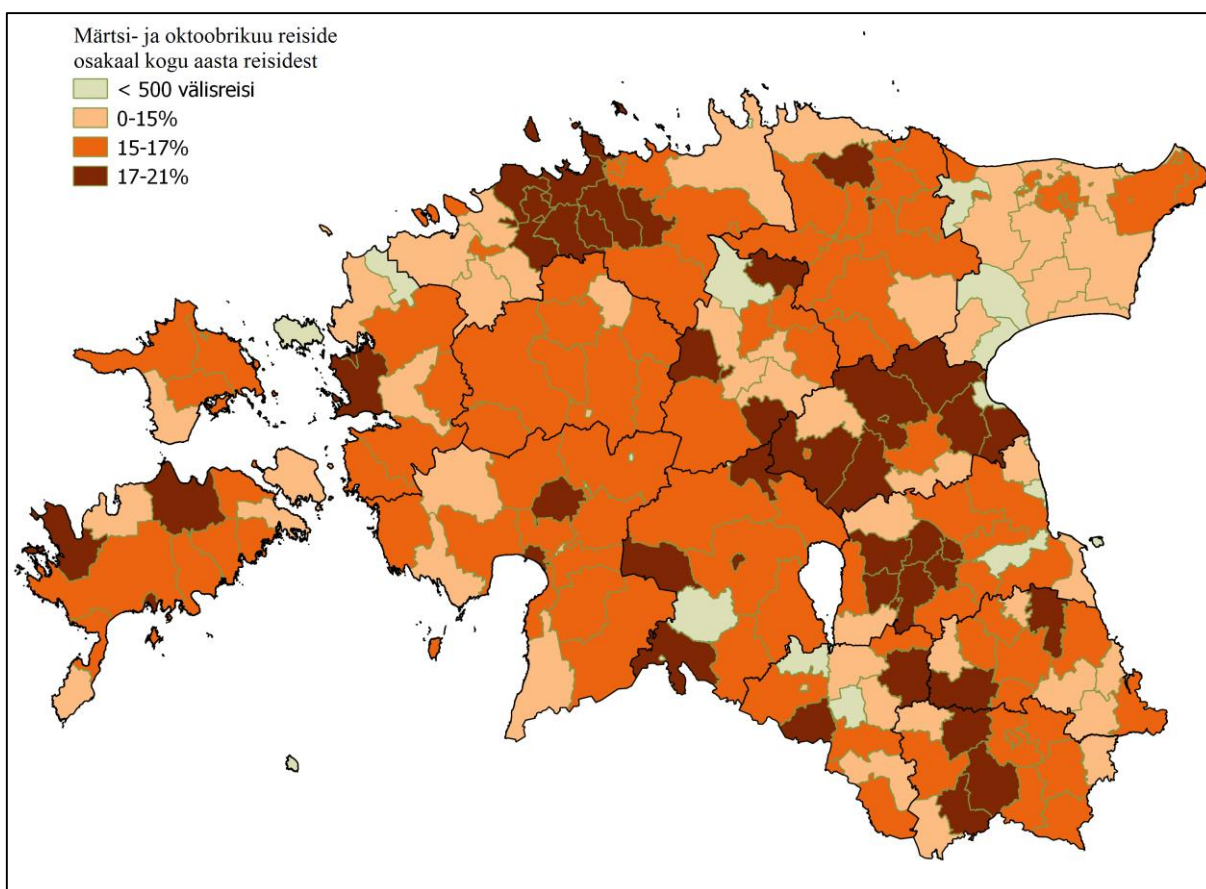 Märtsi- ja oktoobrikuu reiside
osakaal kogu aasta reisidest
< 500 välisreisi
0-15%
15-17%
17-21%